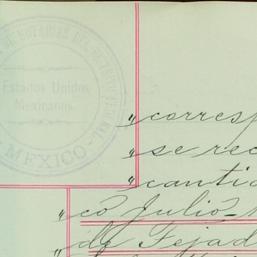 Estados Unidos
Mexicanos.
MEXICO
"corresp
"se rec
"cantid
"co Julio
"de Tejad